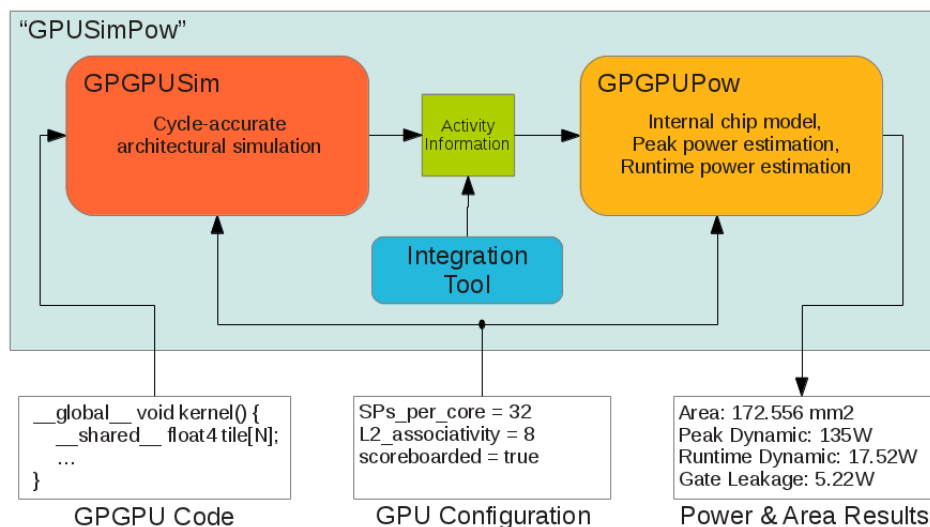 “GPUSimPow”
GPGPUSim
Cycle-accurate
architectural simulation
Activity
Information
GPGPUPow
Internal chip model,
Peak power estimation,
Runtime power estimation
Integration
Tool
__global__ void kernel() {
__shared__ float4 tile[N];
...
}
GPGPU Code
SPs_per_core = 32
L2_associativity = 8
scoreboarded = true
GPU Configuration
Area: 172.556 mm2
Peak Dynamic: 135W
Runtime Dynamic: 17.52W
Gate Leakage: 5.22W
Power & Area Results